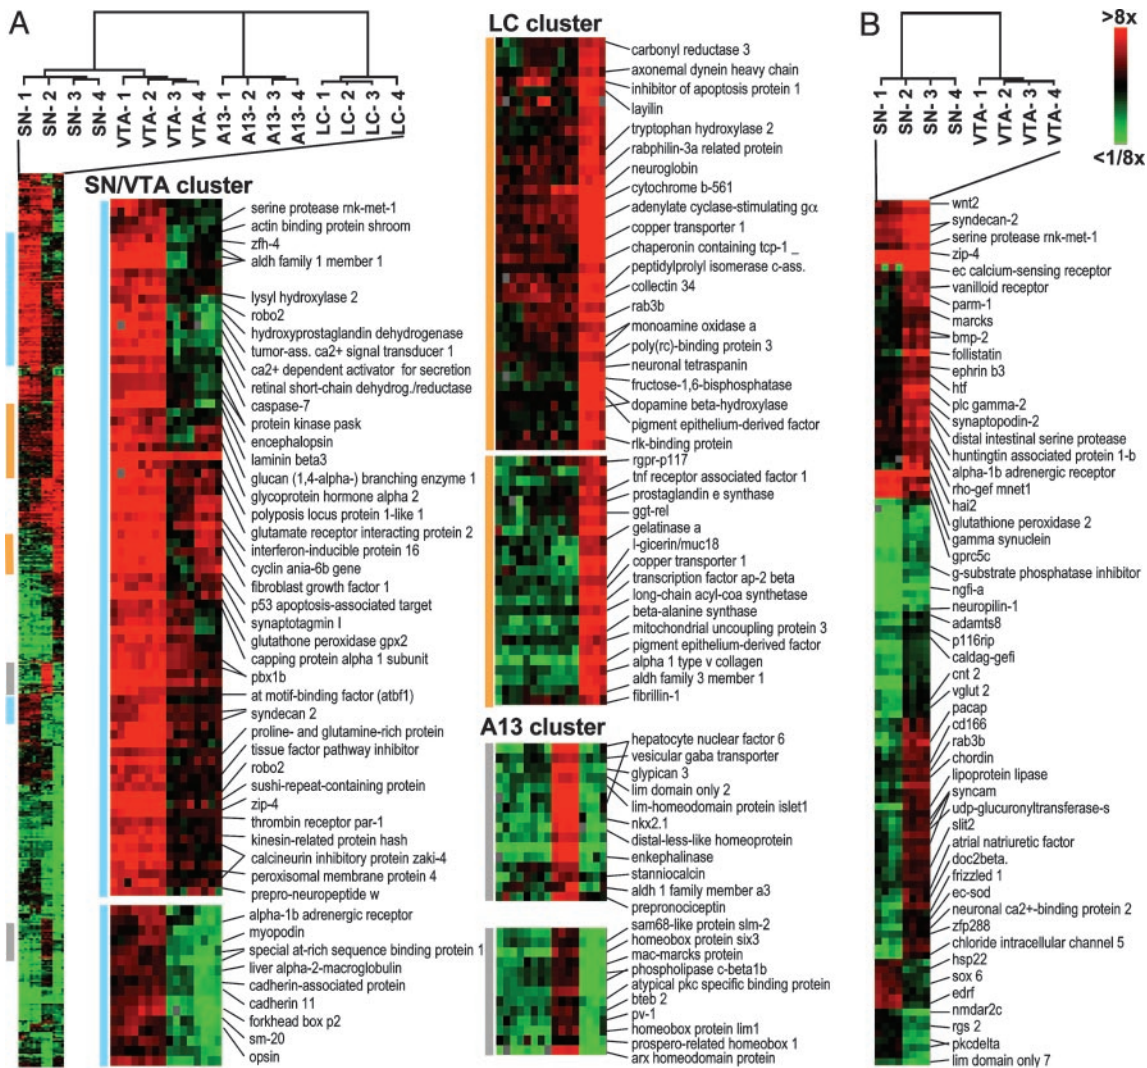 A
SN- 1
SN- 2
SN- 3
SN- 4
VTA- 1
VTA- 2
VTA- 3
VTA- 4
A13- 1
A13- 2
A13- 3
A13- 4
LC- 1
LC- 2
LC- 3
LC- 4
SN/VTA cluster
serine protease rnk-met-1
actin binding protein shroom
zfh-4
aldh family 1 member 1
lysyl hydroxylase 2
robo2
hydroxyprostaglandin dehydrogenase
tumor-ass. ca2+ signal transducer 1
ca2+ dependent activator for secretion
retinal short-chain dehydrog./reductase
caspase-7
protein kinase pask
encephalopsin
laminin beta3
glucan (1,4-alpha-) branching enzyme 1
glycoprotein hormone alpha 2
polyposis locus protein 1-like 1
glutamate receptor interacting protein 2
interferon-inducible protein 16
cyclin ania-6b gene
fibroblast growth factor 1
p53 apoptosis-associated target
synaptotagmin I
glutathione peroxidase gpx2
capping protein alpha 1 subunit
pbx1b
at motif-binding factor (atbf1)
syndecan 2
proline- and glutamine-rich protein
tissue factor pathway inhibitor
robo2
sushi-repeat-containing protein
zip-4
thrombin receptor par-1
kinesin-related protein hash
calcineurin inhibitory protein zaki-4
peroxisomal membrane protein 4
prepro-neuropeptide w
alpha-1b adrenergic receptor
myopodin
special at-rich sequence binding protein 1
liver alpha-2-macroglobulin
cadherin-associated protein
cadherin 11
forkhead box p2
sm-20
opsin
LC cluster
carbonyl reductase 3
axonemal dynein heavy chain
inhibitor of apoptosis protein 1
layilin
tryptophan hydroxylase 2
rabphilin-3a related protein
neuroglobin
cytochrome b-561
adenylate cyclase-stimulating gα
copper transporter 1
chaperonin containing tcp-1 _
peptidylprolyl isomerase c-ass.
collectin 34
rab3b
monoamine oxidase a
poly(rc)-binding protein 3
neuronal tetraspanin
fructose-1,6-bisphosphatase
dopamine beta-hydroxylase
pigment epithelium-derived factor
rlk-binding protein
rgpr-p117
tnf receptor associated factor 1
prostaglandin e synthase
ggt-rel
gelatinase a
l-gicerin/muc18
copper transporter 1
transcription factor ap-2 beta
long-chain acyl-coa synthetase
beta-alanine synthase
mitochondrial uncoupling protein 3
pigment epithelium-derived factor
alpha 1 type v collagen
aldh family 3 member 1
fibrillin-1
A13 cluster
hepatocyte nuclear factor 6
vesicular gaba transporter
glypican 3
lim domain only 2
lim-homeodomain protein islet1
nkx2.1
distal-less-like homeoprotein
enkephalinase
stanniocalcin
aldh 1 family member a3
prepronociceptin
sam68-like protein slm-2
homeobox protein six3
mac-marcks protein
phospholipase c-beta1b
atypical pkc specific binding protein
bteb 2
pv-1
homeobox protein lim1
prospero-related homeobox 1
arx homeodomain protein
B
SN- 1
SN- 2
SN- 3
SN- 4
VTA- 1
VTA- 2
VTA- 3
VTA- 4
>8x
<1/8x
wnt2
syndecan-2
serine protease rnk-met-1
zip-4
ec calcium-sensing receptor
vanilloid receptor
parm-1
marcks
bmp-2
follistatin
ephrin b3
htf
plc gamma-2
synaptopodin-2
distal intestinal serine protease
huntingtin associated protein 1-b
alpha-1b adrenergic receptor
rho-gef mnet1
hai2
glutathione peroxidase 2
gamma synuclein
gprc5c
g-substrate phosphatase inhibitor
ngfi-a
neuropilin-1
adamts8
p116rip
caldag-gefi
cnt 2
vglut 2
pacap
cd166
rab3b
chordin
lipoprotein lipase
syncam
udp-glucuronyltransferase-s
slit2
atrial natriuretic factor
doc2beta.
frizzled 1
ec-sod
neuronal ca2+-binding protein 2
zfp288
chloride intracellular channel 5
hsp22
sox 6
edrf
nmdar2c
rgs 2
pkcdelta
lim domain only 7